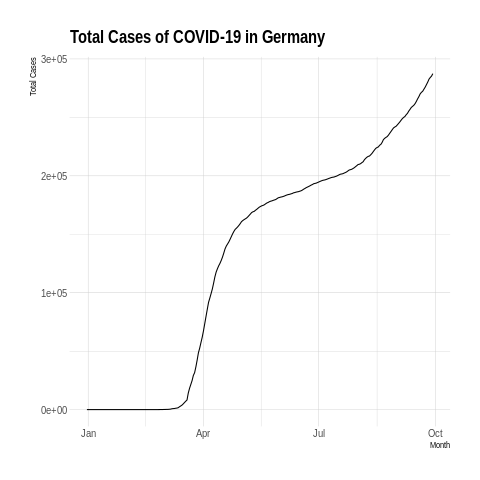 Total Cases of COVID-19 in Germany
Total Cases
3e+05
2e+05
1e+05
0e+00
Jan Apr Jul Oct
Month